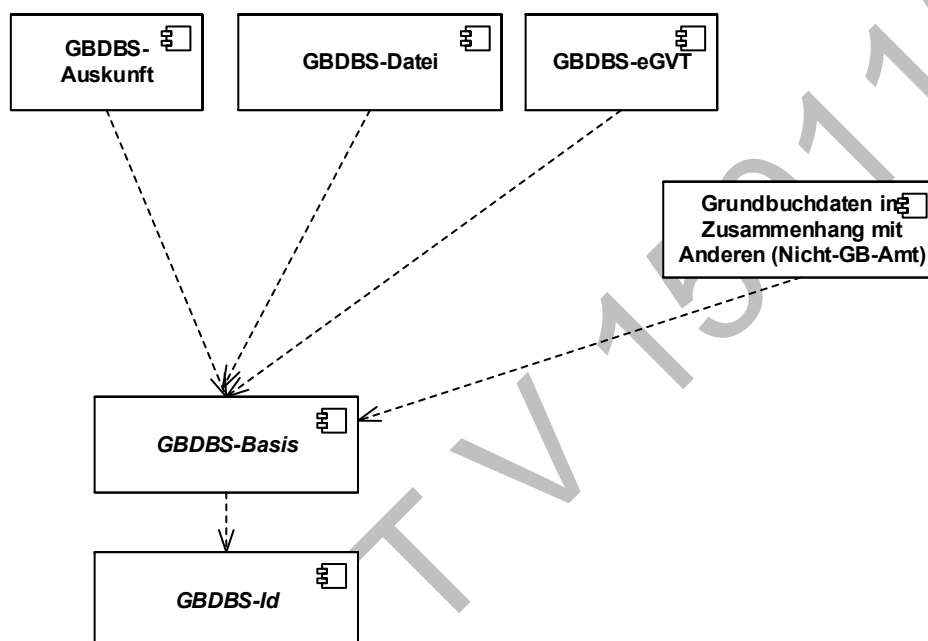 GBDBS-
Auskunft
GBDBS-Datei
GBDBS-eGVT
Grundbuchdaten in
Zusammenhang mit
Anderen (Nicht-GB-Amt)
GBDBS-Basis
GBDBS-Id